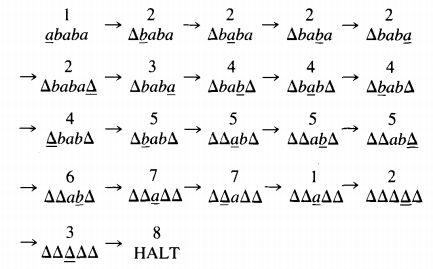 1 2 2 2 2
ababa → Δbaba → Δbaba → Δbaba → Δbaba
2 3 4 4 4
→ ΔbabaΔ → Δbaba → ΔbabΔ → ΔbabΔ → ΔbabΔ
4 5 5 5 5
→ ΔbabΔ → ΔbabΔ → ΔΔabΔ → ΔΔabΔ → ΔΔabΔ
6 7 7 1 2
→ ΔΔabΔ → ΔΔaΔΔ → ΔΔaΔΔ → ΔΔaΔΔ → ΔΔΔΔΔ
3 8
→ ΔΔΔΔΔ → HALT